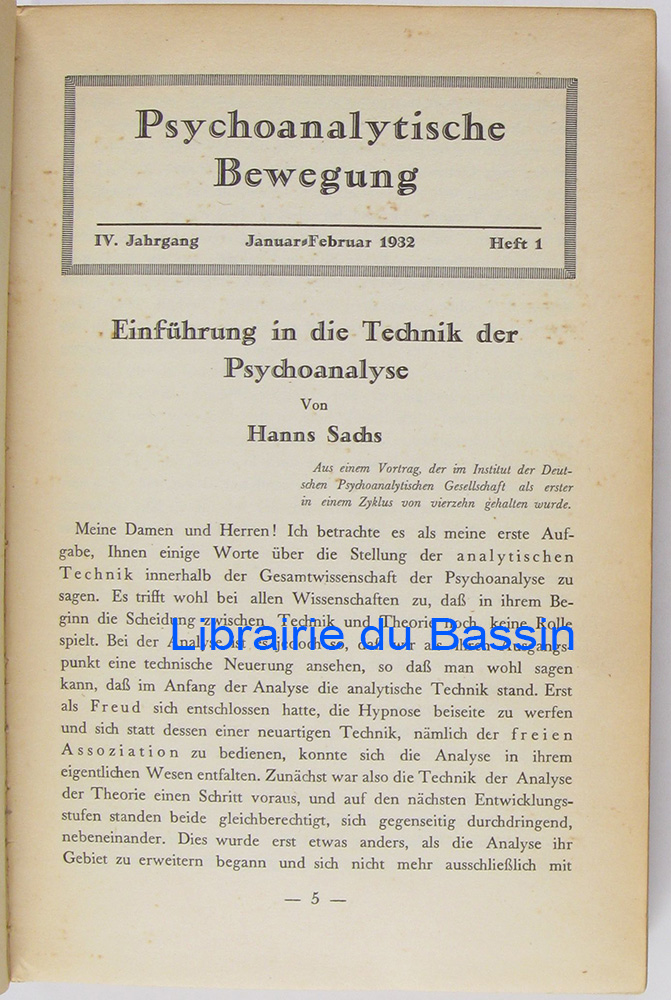 Psychoanalytische
Bewegung
IV. Jahrgang Januar-Februar 1932 Heft 1
Einführung in die Technik der
Psychoanalyse
Von
Hanns Sachs
Aus einem Vortrag, der im Institut der Deut-
schen Psychoanalytischen Gesellschaft als erster
in einem Zyklus von vierzehn gehalten wurde.
Meine Damen und Herren! Ich betrachte es als meine erste Auf-
gabe, Ihnen einige Worte über die Stellung der analytischen
Technik innerhalb der Gesamtwissenschaft der Psychoanalyse zu
sagen. Es trifft wohl bei allen Wissenschaften zu, daß in ihrem Be-
ginn die Scheidung zwischen Technik und Theorie noch keine Rolle
spielt. Bei der Analyse ist es jedoch so, daß wir als ihren Ausgangs-
Librairie du Bassin
punkt eine technische Neuerung ansehen, so daß man wohl sagen
kann, daß im Anfang der Analyse die analytische Technik stand. Erst
als Freud sich entschlossen hatte, die Hypnose beiseite zu werfen
und sich statt dessen einer neuartigen Technik, nämlich der freien
Assoziation zu bedienen, konnte sich die Analyse in ihrem
eigentlichen Wesen entfalten. Zunächst war also die Technik der Analyse
der Theorie einen Schritt voraus, und auf den nächsten Entwicklungs-
stufen standen beide gleichberechtigt, sich gegenseitig durchdringend,
nebeneinander. Dies wurde erst etwas anders, als die Analyse ihr
Gebiet zu erweitern begann und sich nicht mehr ausschließlich mit
— 5 —